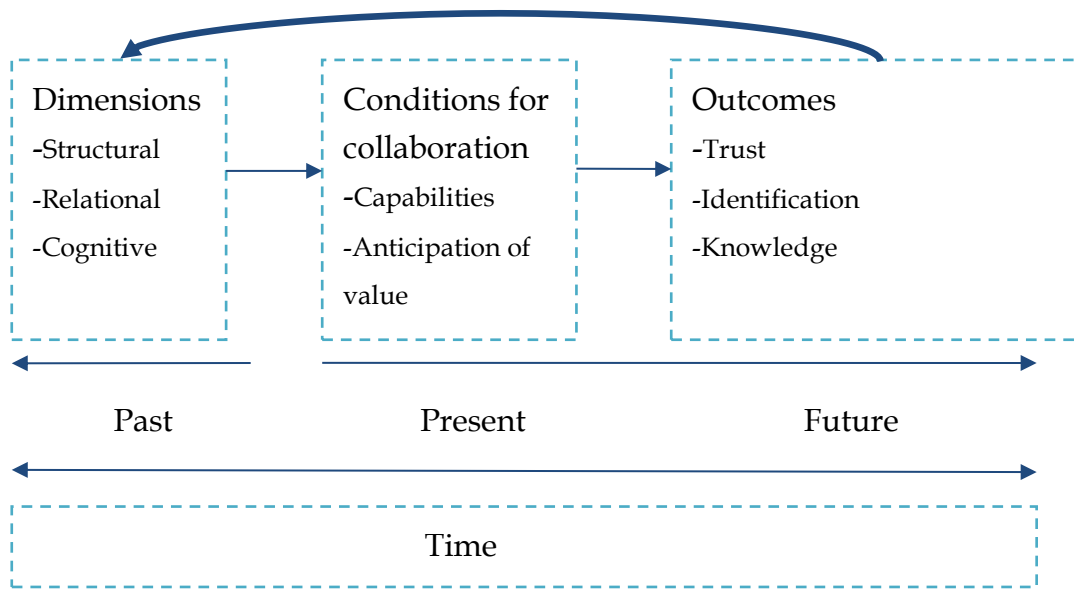 Dimensions
-Structural
-Relational
-Cognitive
Conditions for
collaboration
-Capabilities
-Anticipation of
value
Outcomes
-Trust
-Identification
-Knowledge
Past
Present
Future
Time